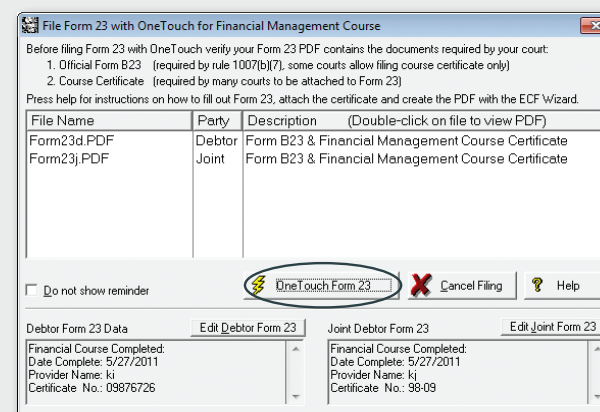 File Form 23 with OneTouch for Financial Management Course
Before filing Form 23 with OneTouch verify your Form 23 PDF contains the documents required by your court:
1. Official Form B23 (required by rule 1007(b)(7), some courts allow filing course certificate only)
2. Course Certificate (required by many courts to be attached to Form 23)
Press help for instructions on how to fill out Form 23, attach the certificate and create the PDF with the ECF Wizard.
File Name Party Description (Double-click on file to view PDF)
Form23d.PDF Debtor Form B23 & Financial Management Course Certificate
Form23j.PDF Joint Form B23 & Financial Management Course Certificate
Do not show reminder OneTouch Form 23 Cancel Filing Help
Debtor Form 23 Data Edit Debtor Form 23 Joint Debtor Form 23 Edit Joint Form 23
Financial Course Completed: Financial Course Completed:
Date Complete: 5/27/2011 Date Complete: 5/27/2011
Provider Name: ki Provider Name: kj
Certificate No.: 09876726 Certificate No.: 98-09